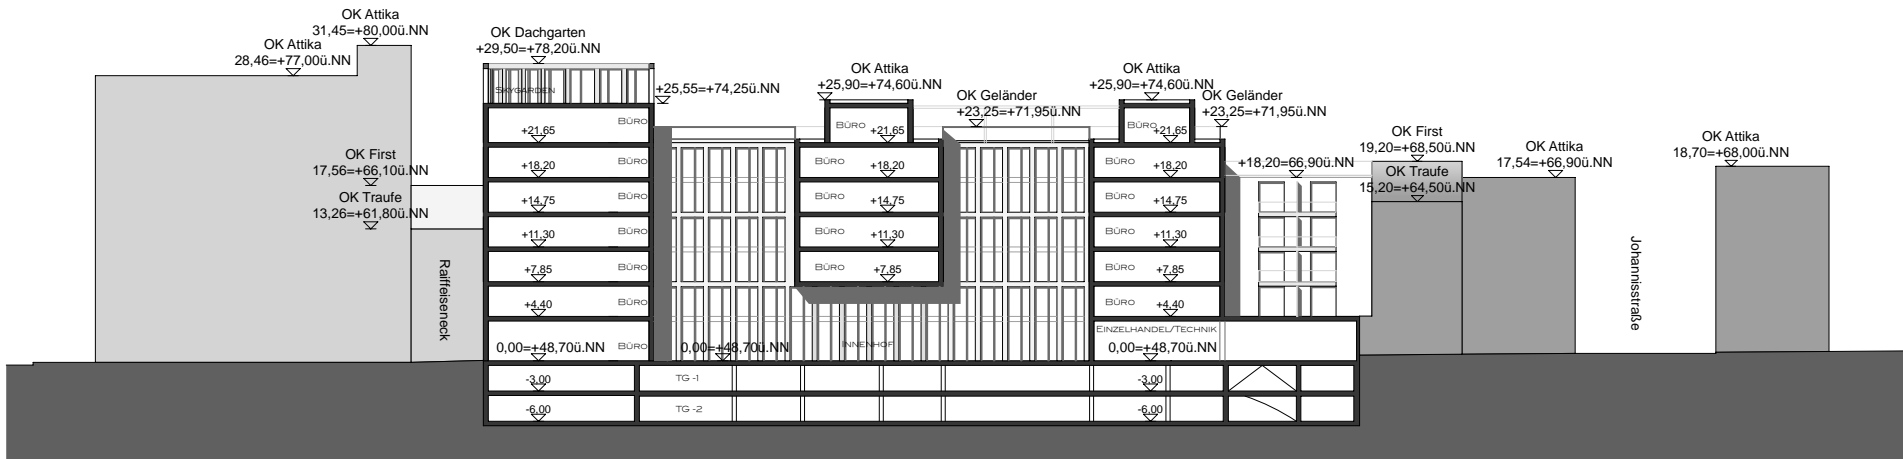 OK Attika
31,45=+80,00ü.NN
OK Attika
28,46=+77,00ü.NN
OK Dachgarten
+29,50=+78,20ü.NN
OK Attika
+25,90=+74,60ü.NN
OK Attika
+25,90=+74,60ü.NN
+25,55=+74,25ü.NN
OK Geländer
+23,25=+71,95ü.NN
OK Geländer
+23,25=+71,95ü.NN
OK First
19,20=+68,50ü.NN
OK Traufe
15,20=+64,50ü.NN
OK Attika
17,54=+66,90ü.NN
OK Attika
18,70=+68,00ü.NN
+18,20=66,90ü.NN
OK First
17,56=+66,10ü.NN
OK Traufe
13,26=+61,80ü.NN
Raiffeiseneck
Johannisstraße
Skygarden
Büro
+21,65
Büro
+21,65
Büro
+21,65
+18,20
Büro
Büro
+18,20
Büro
+18,20
+14,75
Büro
Büro
+14,75
Büro
+14,75
+11,30
Büro
Büro
+11,30
Büro
+11,30
+7,85
Büro
Büro
+7,85
Büro
+7,85
+4,40
Büro
Büro
+4,40
Einzelhandel/Technik
0,00=+48,70ü.NN
Büro
0,00=+48,70ü.NN
Innenhof
0,00=+48,70ü.NN
-3,00
TG -1
-3,00
-6,00
TG -2
-6,00